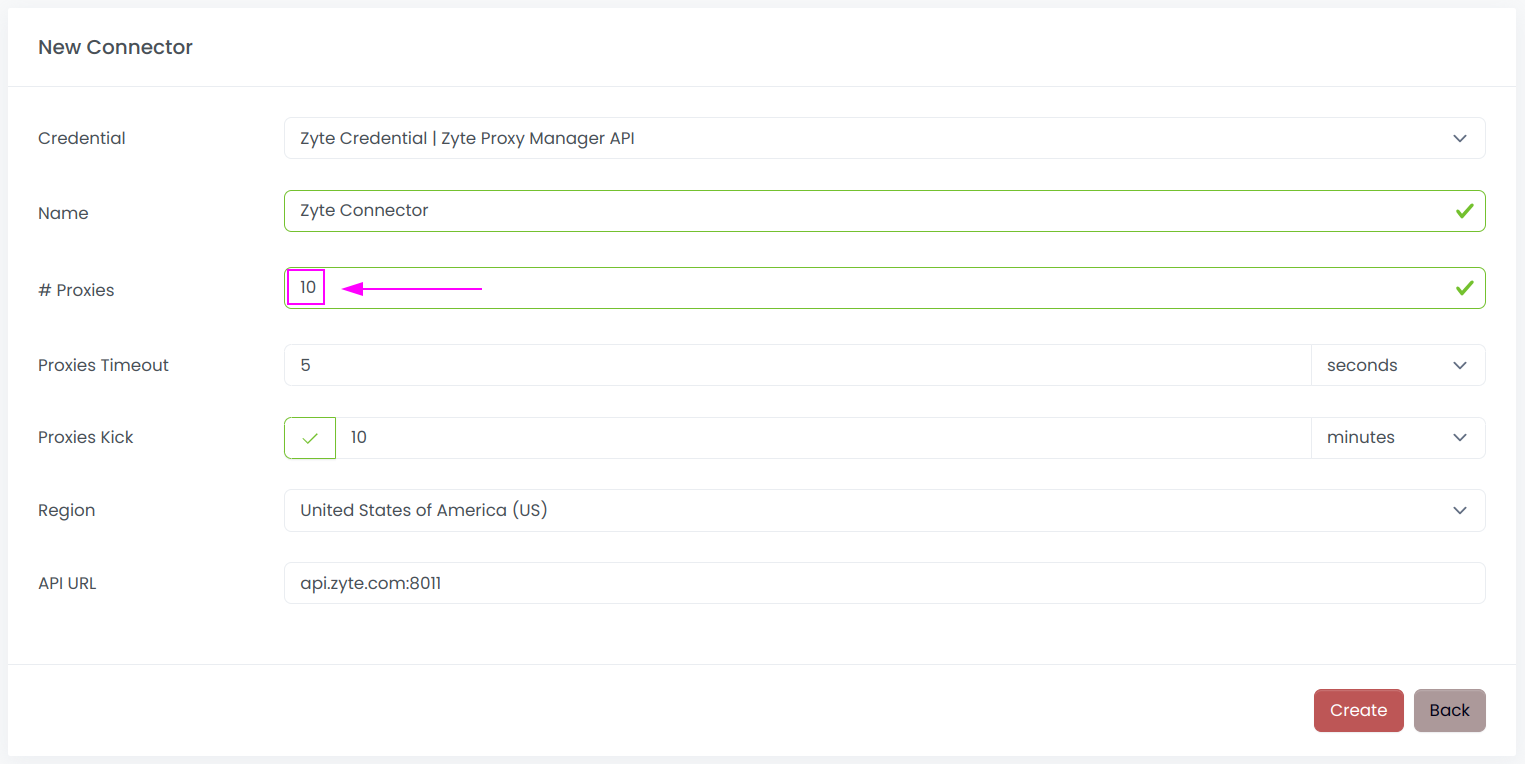 New Connector
Credential Zyte Credential | Zyte Proxy Manager API
Name Zyte Connector
# Proxies 10
Proxies Timeout 5 seconds
Proxies Kick 10 minutes
Region United States of America (US)
API URL api.zyte.com:8011
Create Back